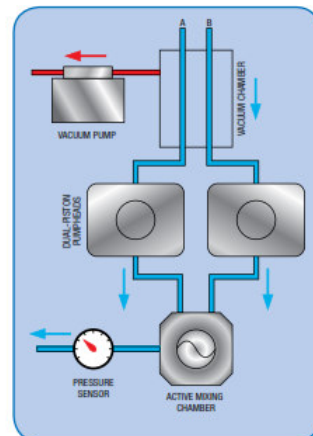 A B
VACUUM PUMP
VACUUM CHAMBER
DUAL-PISTON
PUMPHEADS
PRESSURE
SENSOR
ACTIVE MIXING
CHAMBER